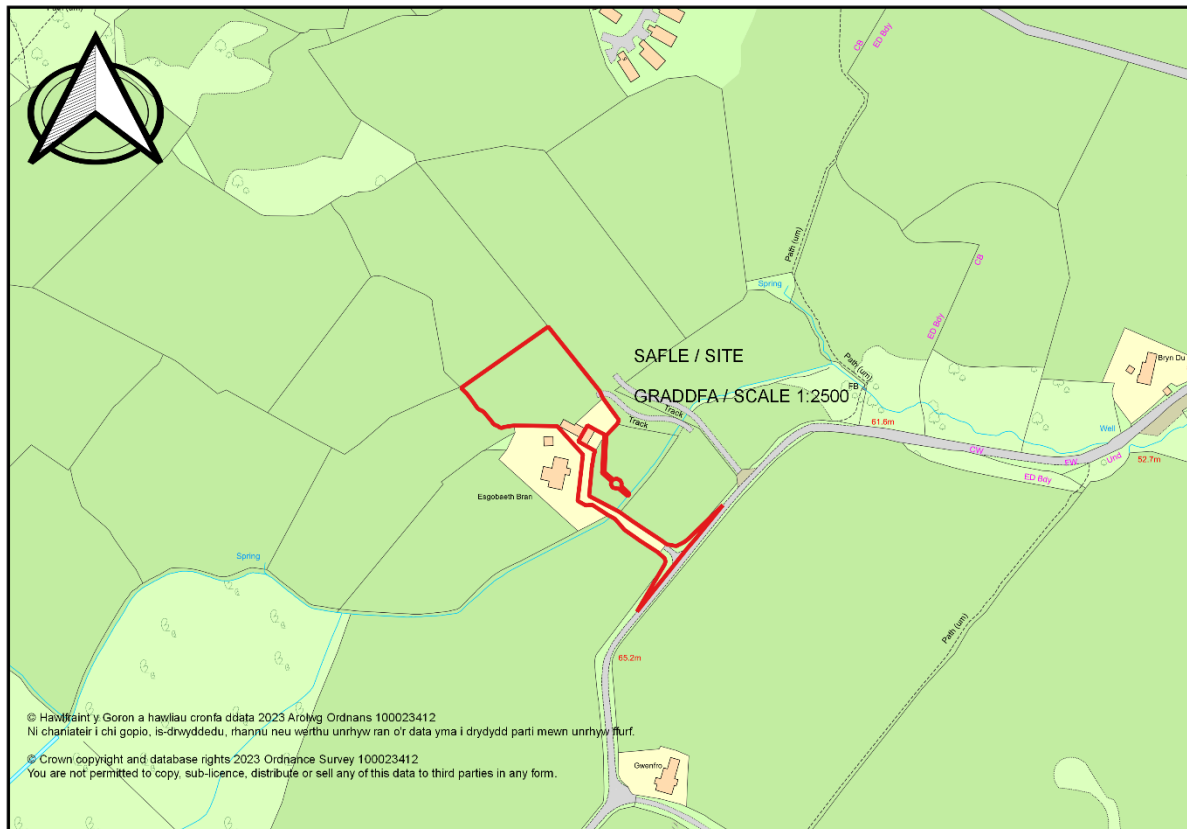 CB
ED Bdy
Path (um)
CB
Spring
ED Bdy
Path (um)
SAFLE / SITE
Bryn Du
FB
GRADDFA / SCALE 1:2500
Track
Track
61.6m
Well
CW
FW
Und
52.7m
ED Bdy
Esgobaeth Bran
Spring
Path (um)
65.2m
© Hawlfraint y Goron a hawliau cronfa ddata 2023 Arolwg Ordnans 100023412
Ni chaniateir i chi gopio, is-drwyddedu, rhannu neu werthu unrhyw ran o'r data yma i drydydd parti mewn unrhyw ffurf.
© Crown copyright and database rights 2023 Ordnance Survey 100023412
You are not permitted to copy, sub-licence, distribute or sell any of this data to third parties in any form.
Gwenfro